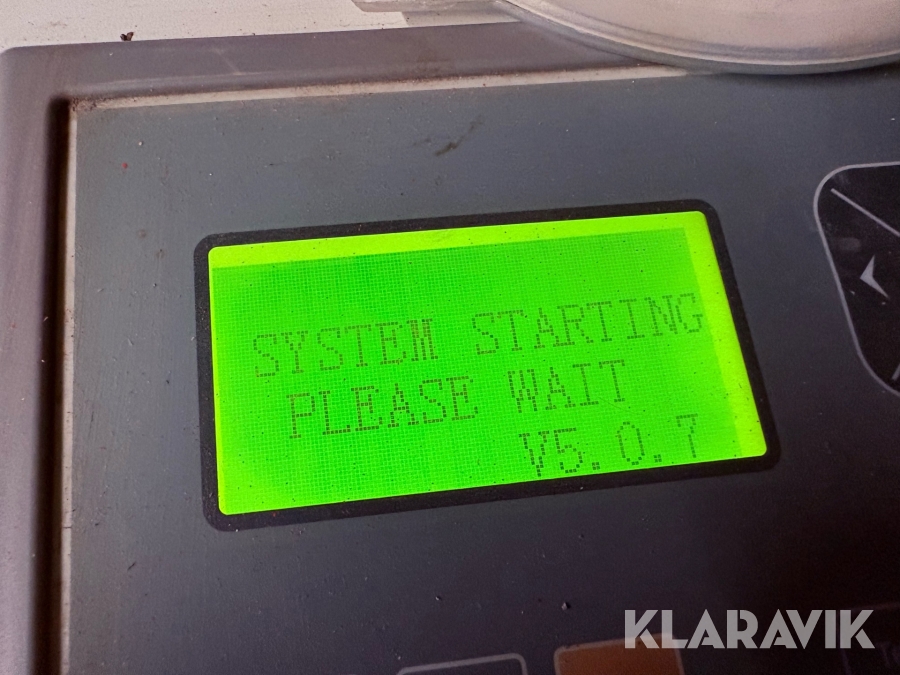 SYSTEM STARTING
PLEASE WAIT
V5.0.7
KLARAVIK